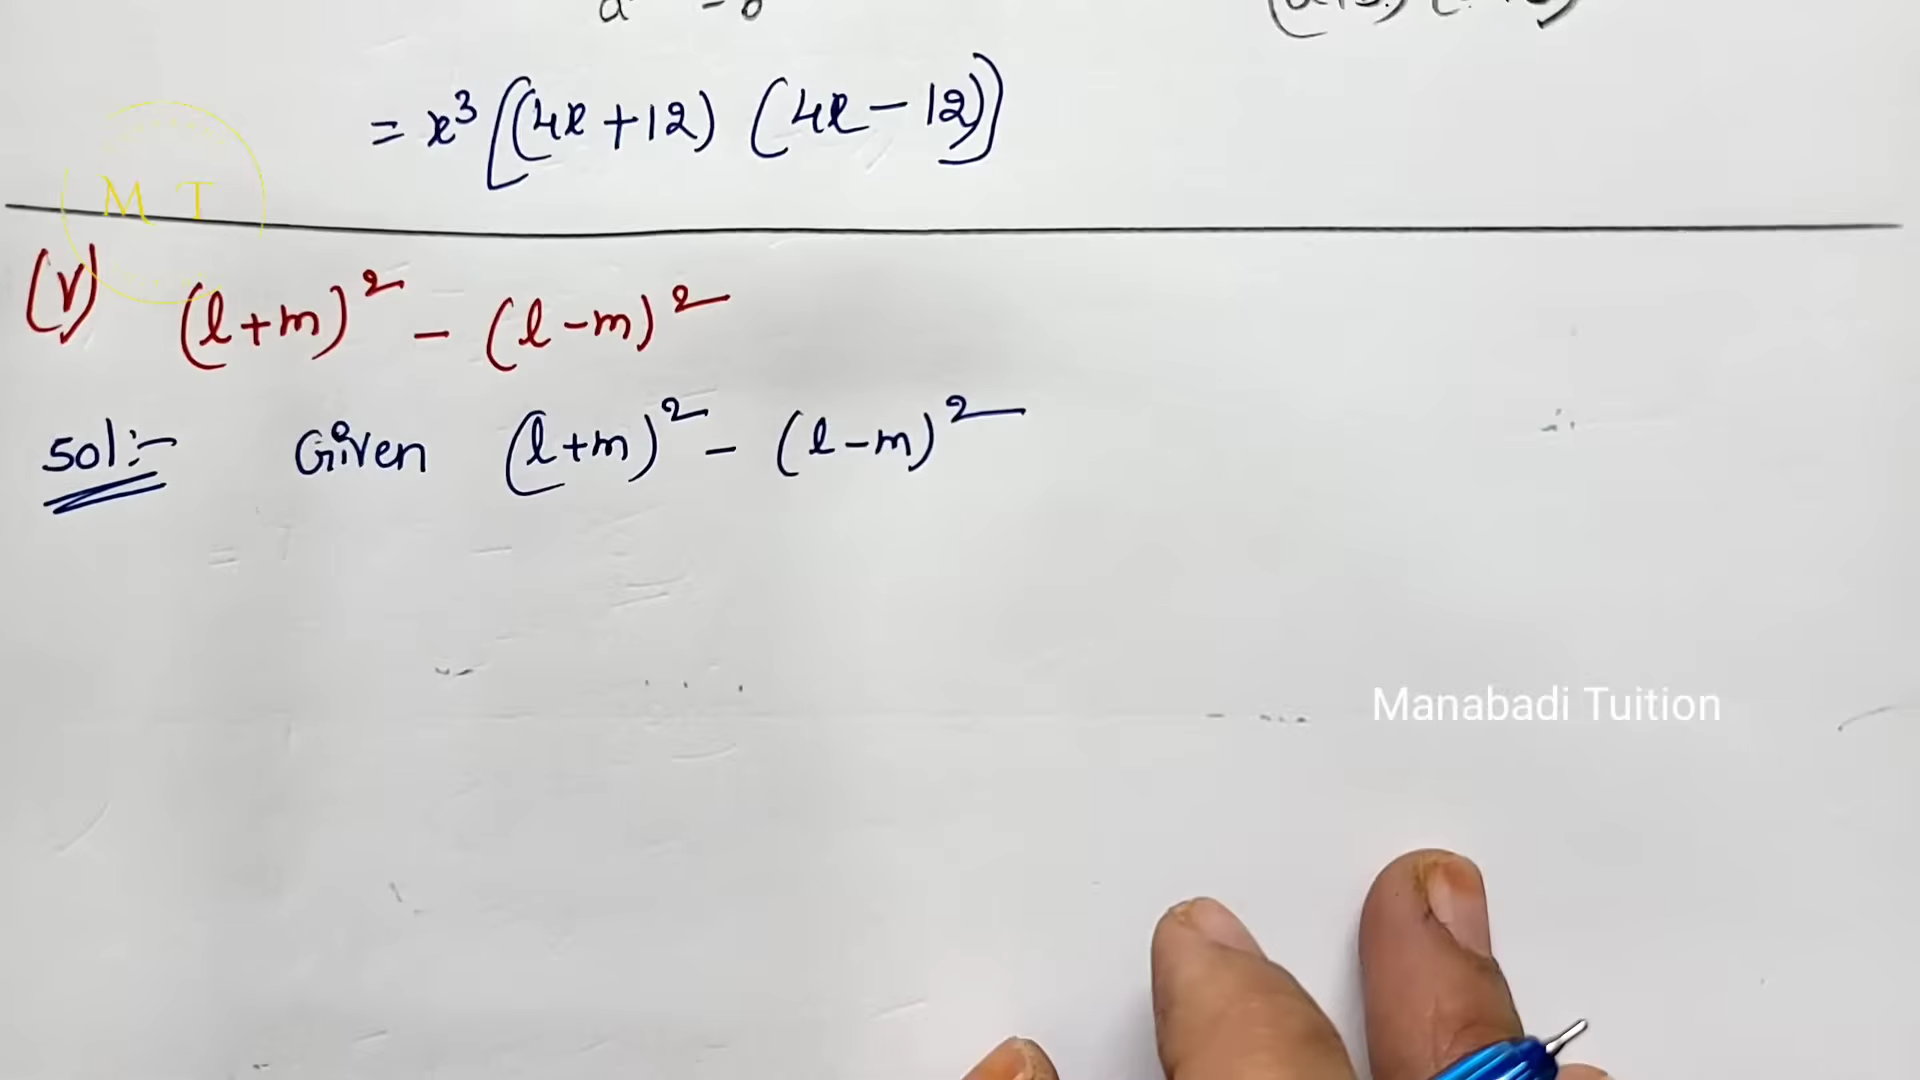 = x³ [(4x+12) (4x-12)]
M T
(v) (l+m)² - (l-m)²
Sol:- Given (l+m)² - (l-m)²
Manabadi Tuition